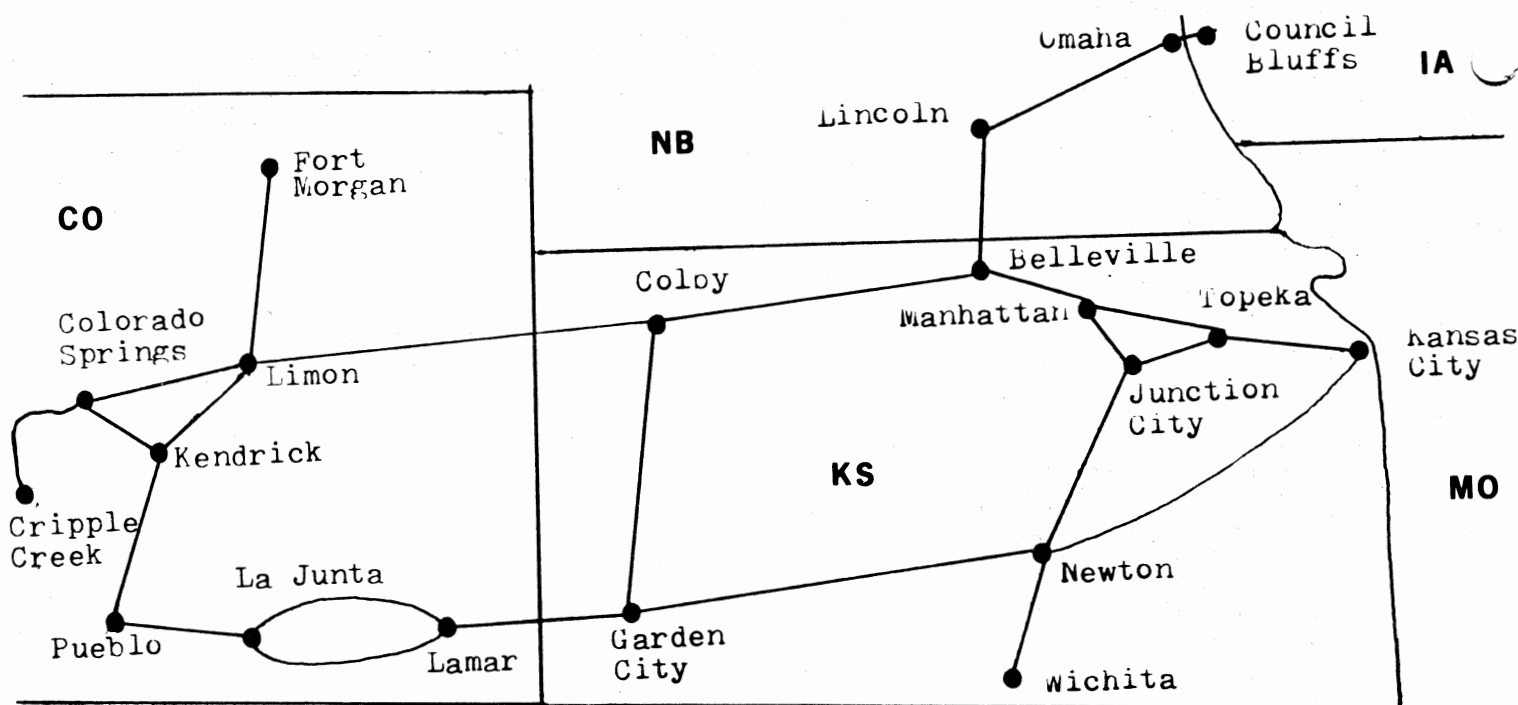 Omaha
Council
Bluffs
IA
Lincoln
NB
Fort
Morgan
CO
Belleville
Colby
Topeka
Manhattan
Colorado
Springs
Kansas
City
Limon
Junction
City
Kendrick
KS
MO
Cripple
Creek
La Junta
Newton
Pueblo
Garden
City
Lamar
Wichita